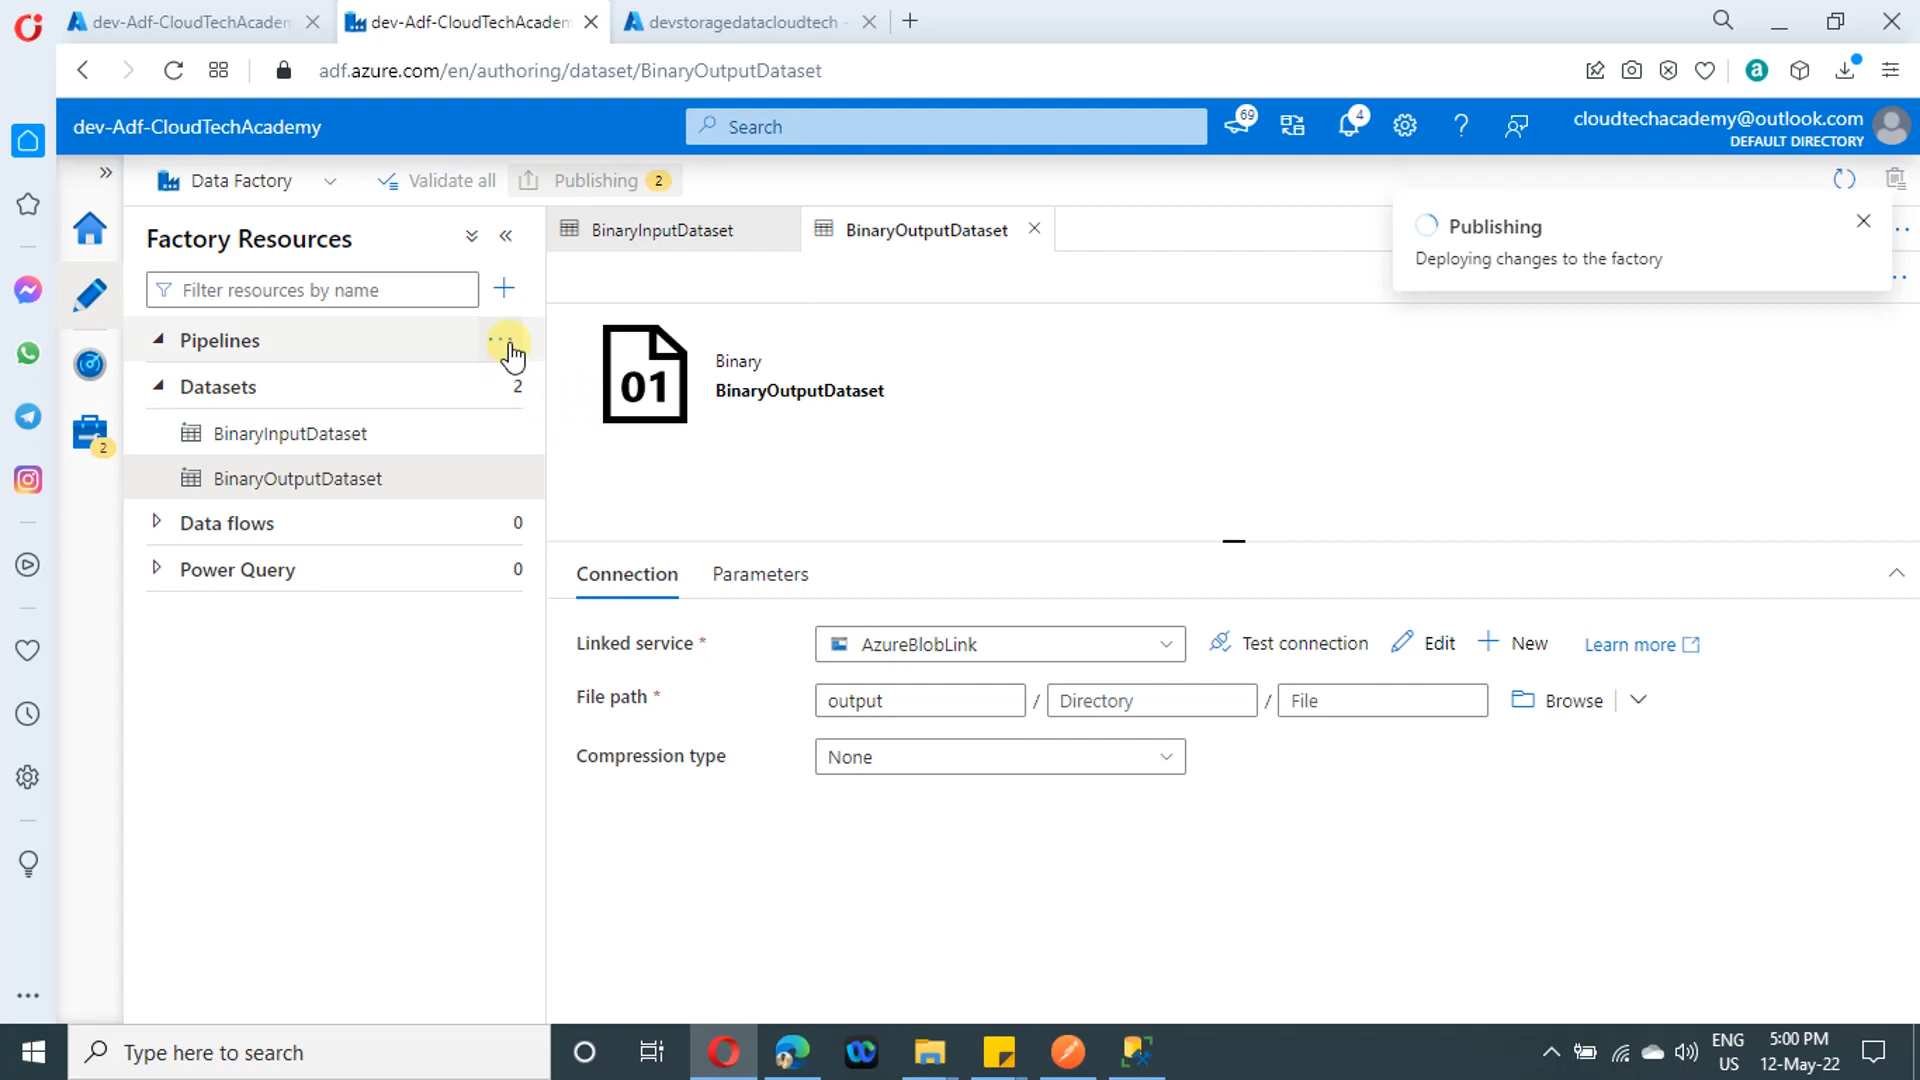 dev-Adf-CloudTechAcadem
dev-Adf-CloudTechAcadem
devstoragedatacloudtech -
adf.azure.com/en/authoring/dataset/BinaryOutputDataset
dev-Adf-CloudTechAcademy
Search
69
4
cloudtechacademy@outlook.com
DEFAULT DIRECTORY
Data Factory
Validate all
Publishing 2
Factory Resources
BinaryInputDataset
BinaryOutputDataset
Publishing
Deploying changes to the factory
Filter resources by name
Pipelines
Datasets 2
BinaryInputDataset
BinaryOutputDataset
Data flows 0
Power Query 0
2
01
Binary
BinaryOutputDataset
Connection
Parameters
Linked service *
AzureBlobLink
Test connection
Edit
New
Learn more
File path *
output / Directory / File
Browse
Compression type
None
Type here to search
ENG
US
5:00 PM
12-May-22